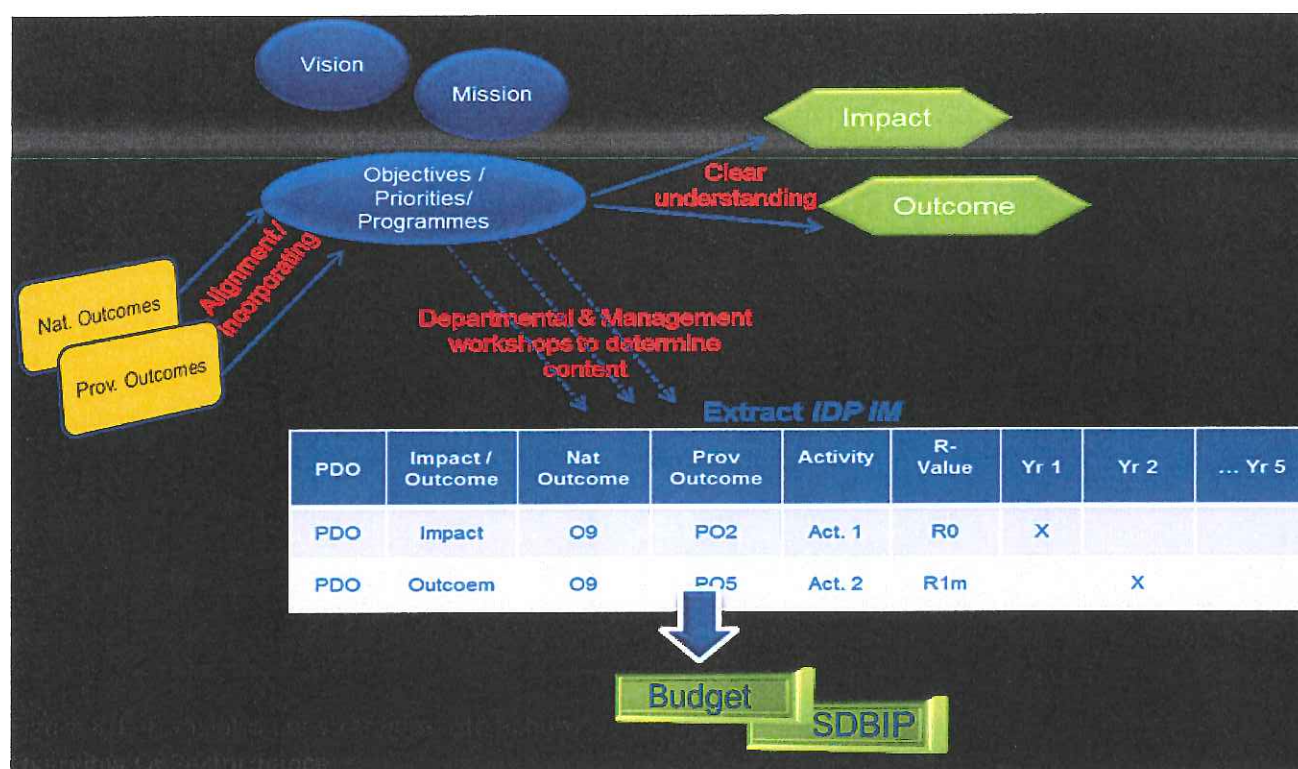 Vision
Mission
Impact
Objectives /
Priorities/
Programmes
Clear
understanding
Outcome
Alignment /
Incorporating
Nat. Outcomes
Prov. Outcomes
Departmental & Management
workshops to determine
content
Extract IDP iM
PDO Impact / Outcome Nat Outcome Prov Outcome Activity R-Value Yr 1 Yr 2 ... Yr 5
PDO Impact O9 PO2 Act. 1 R0 X
PDO Outcoem O9 PO5 Act. 2 R1m X
Budget
SDBIP